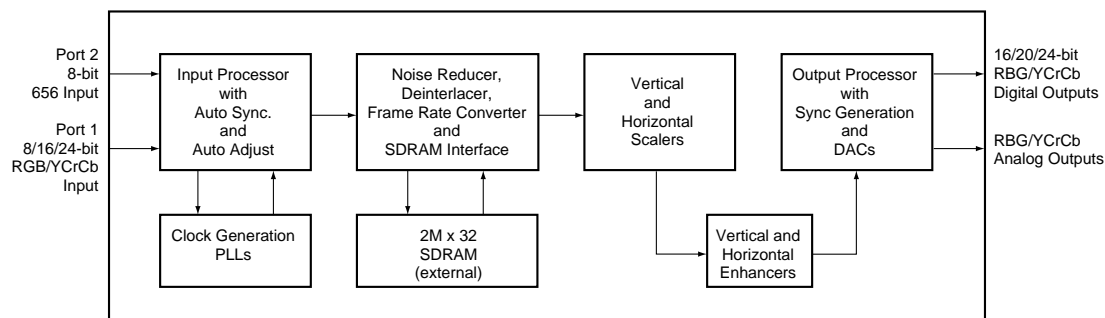 Port 2
8-bit
656 Input
Port 1
8/16/24-bit
RGB/YCrCb
Input
Input Processor
with
Auto Sync.
and
Auto Adjust
Clock Generation
PLLs
Noise Reducer,
Deinterlacer,
Frame Rate Converter
and
SDRAM Interface
2M x 32
SDRAM
(external)
Vertical
and
Horizontal
Scalers
Vertical and
Horizontal
Enhancers
Output Processor
with
Sync Generation
and
DACs
16/20/24-bit
RBG/YCrCb
Digital Outputs
RBG/YCrCb
Analog Outputs